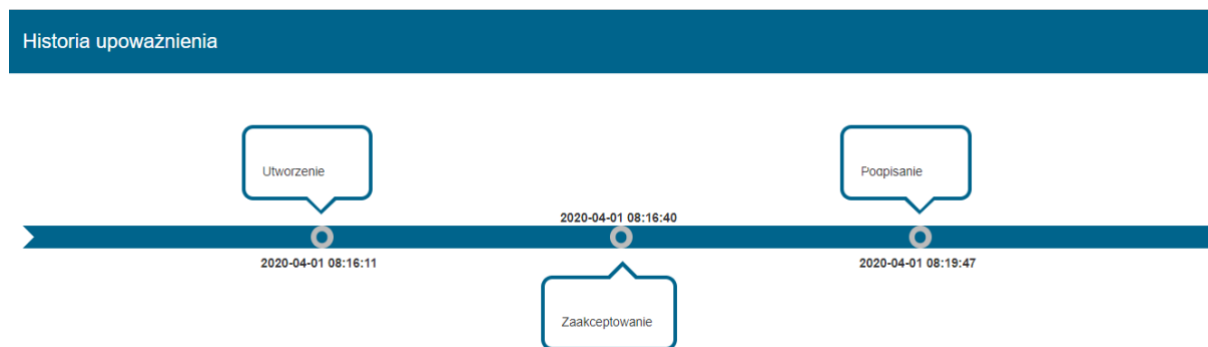 Historia upoważnienia
Utworzenie
2020-04-01 08:16:11
2020-04-01 08:16:40
Zaakceptowanie
Podpisanie
2020-04-01 08:19:47